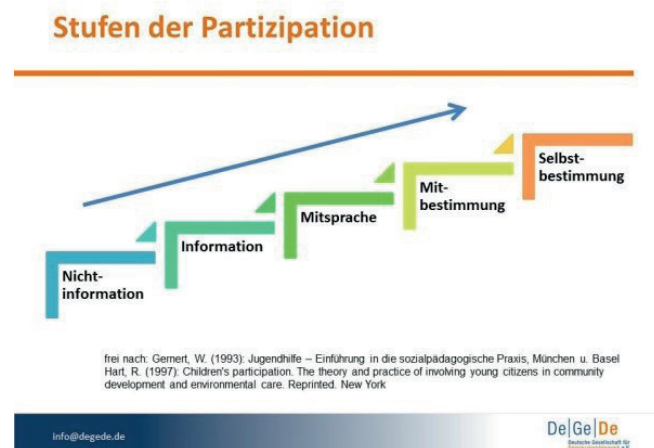 Stufen der Partizipation
Nicht-
information
Information
Mitsprache
Mit-
bestimmung
Selbst-
bestimmung
frei nach: Gernert, W. (1993): Jugendhilfe – Einführung in die sozialpädagogische Praxis, München u. Basel
Hart, R. (1997): Children's participation. The theory and practice of involving young citizens in community
development and environmental care. Reprinted. New York
info@degede.de
De|Ge|De
Deutsche Gesellschaft für